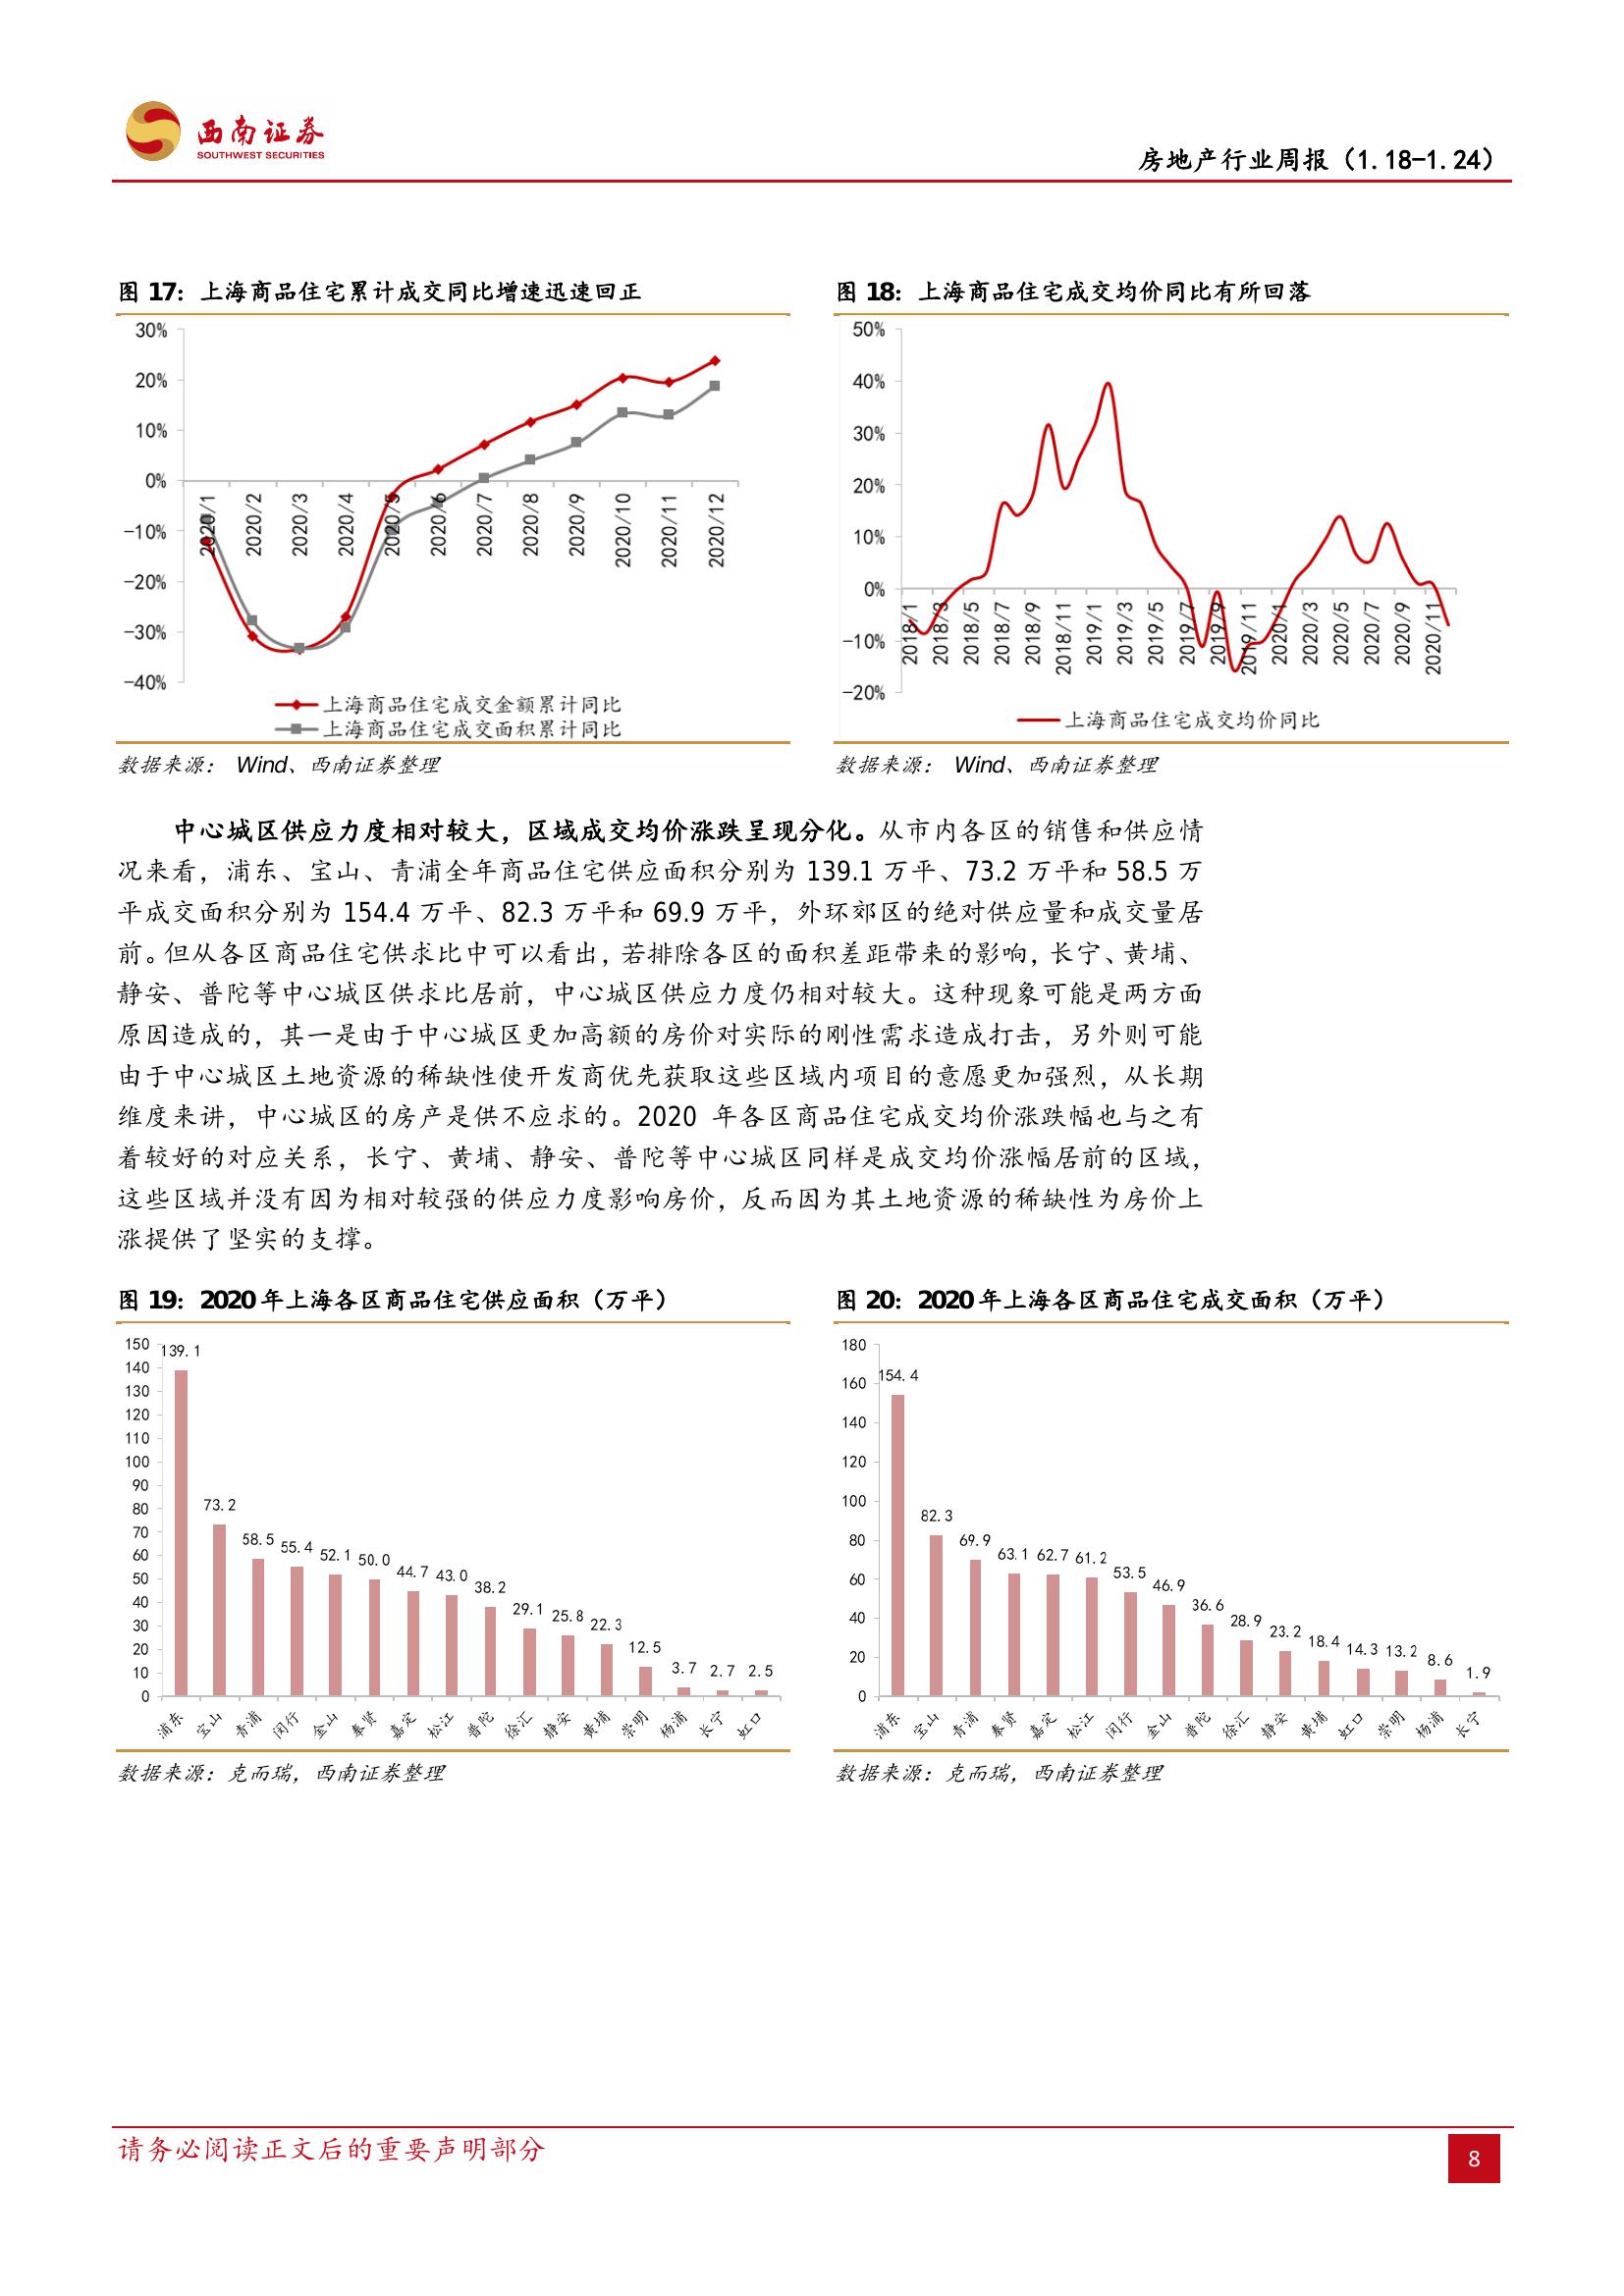 西南证券
SOUTHWEST SECURITIES
房地产行业周报（1.18-1.24）
图 17：上海商品住宅累计成交同比增速迅速回正
30%
20%
10%
0%
-10%
-20%
-30%
-40%
2020/1
2020/2
2020/3
2020/4
2020/5
2020/6
2020/7
2020/8
2020/9
2020/10
2020/11
2020/12
上海商品住宅成交金额累计同比
上海商品住宅成交面积累计同比
数据来源： Wind、西南证券整理
图 18：上海商品住宅成交均价同比有所回落
50%
40%
30%
20%
10%
0%
-10%
-20%
2018/1
2018/3
2018/5
2018/7
2018/9
2018/11
2019/1
2019/3
2019/5
2019/7
2019/9
2019/11
2020/1
2020/3
2020/5
2020/7
2020/9
2020/11
上海商品住宅成交均价同比
数据来源： Wind、西南证券整理
中心城区供应力度相对较大，区域成交均价涨跌呈现分化。从市内各区的销售和供应情
况来看，浦东、宝山、青浦全年商品住宅供应面积分别为 139.1 万平、73.2 万平和 58.5 万
平成交面积分别为 154.4 万平、82.3 万平和 69.9 万平，外环郊区的绝对供应量和成交量居
前。但从各区商品住宅供求比中可以看出，若排除各区的面积差距带来的影响，长宁、黄埔、
静安、普陀等中心城区供求比居前，中心城区供应力度仍相对较大。这种现象可能是两方面
原因造成的，其一是由于中心城区更加高额的房价对实际的刚性需求造成打击，另外则可能
由于中心城区土地资源的稀缺性使开发商优先获取这些区域内项目的意愿更加强烈，从长期
维度来讲，中心城区的房产是供不应求的。2020 年各区商品住宅成交均价涨跌幅也与之有
着较好的对应关系，长宁、黄埔、静安、普陀等中心城区同样是成交均价涨幅居前的区域，
这些区域并没有因为相对较强的供应力度影响房价，反而因为其土地资源的稀缺性为房价上
涨提供了坚实的支撑。
图 19：2020 年上海各区商品住宅供应面积（万平）
150
140
130
120
110
100
90
80
70
60
50
40
30
20
10
0
139.1
73.2
58.5
55.4
52.1
50.0
44.7
43.0
38.2
29.1
25.8
22.3
12.5
3.7
2.7
2.5
浦东
宝山
青浦
闵行
金山
奉贤
嘉定
松江
普陀
徐汇
静安
黄埔
崇明
杨浦
长宁
虹口
数据来源：克而瑞，西南证券整理
图 20：2020 年上海各区商品住宅成交面积（万平）
180
160
140
120
100
80
60
40
20
0
154.4
82.3
69.9
63.1
62.7
61.2
53.5
46.9
36.6
28.9
23.2
18.4
14.3
13.2
8.6
1.9
浦东
宝山
青浦
奉贤
嘉定
松江
闵行
金山
普陀
徐汇
静安
黄埔
虹口
崇明
杨浦
长宁
数据来源：克而瑞，西南证券整理
请务必阅读正文后的重要声明部分
8